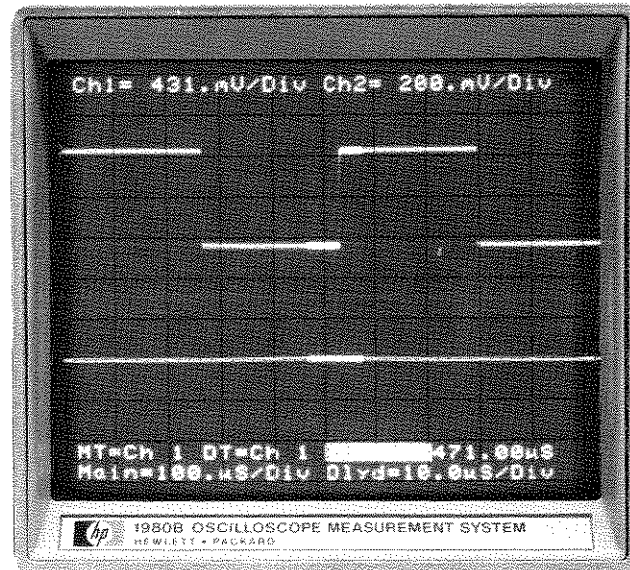 Ch1= 431.mV/Div Ch2= 200.mV/Div
MT=Ch 1 DT=Ch 1 471.00µS
Main=100.µS/Div Dlyd=10.0µS/Div
hp 1980B OSCILLOSCOPE MEASUREMENT SYSTEM
HEWLETT • PACKARD